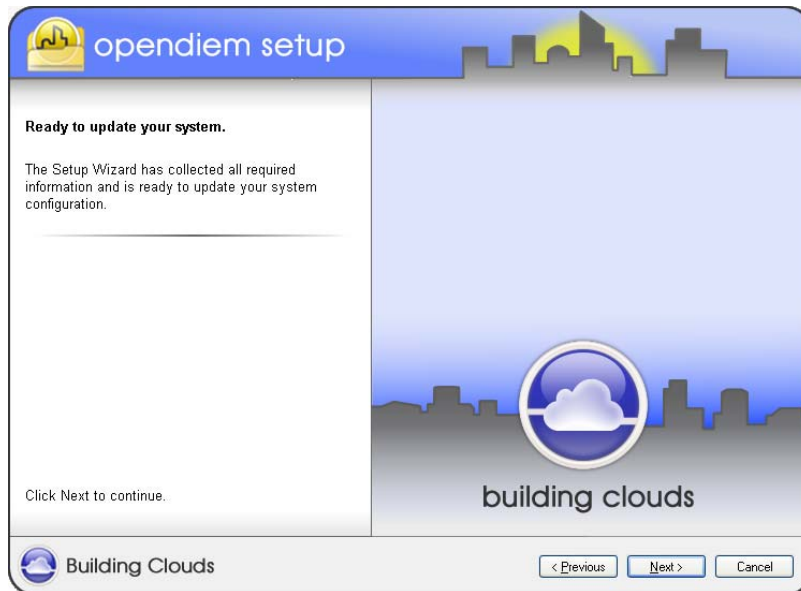 opendiem setup
Ready to update your system.
The Setup Wizard has collected all required
information and is ready to update your system
configuration.
Click Next to continue.
building clouds
Building Clouds
< Previous
Next >
Cancel